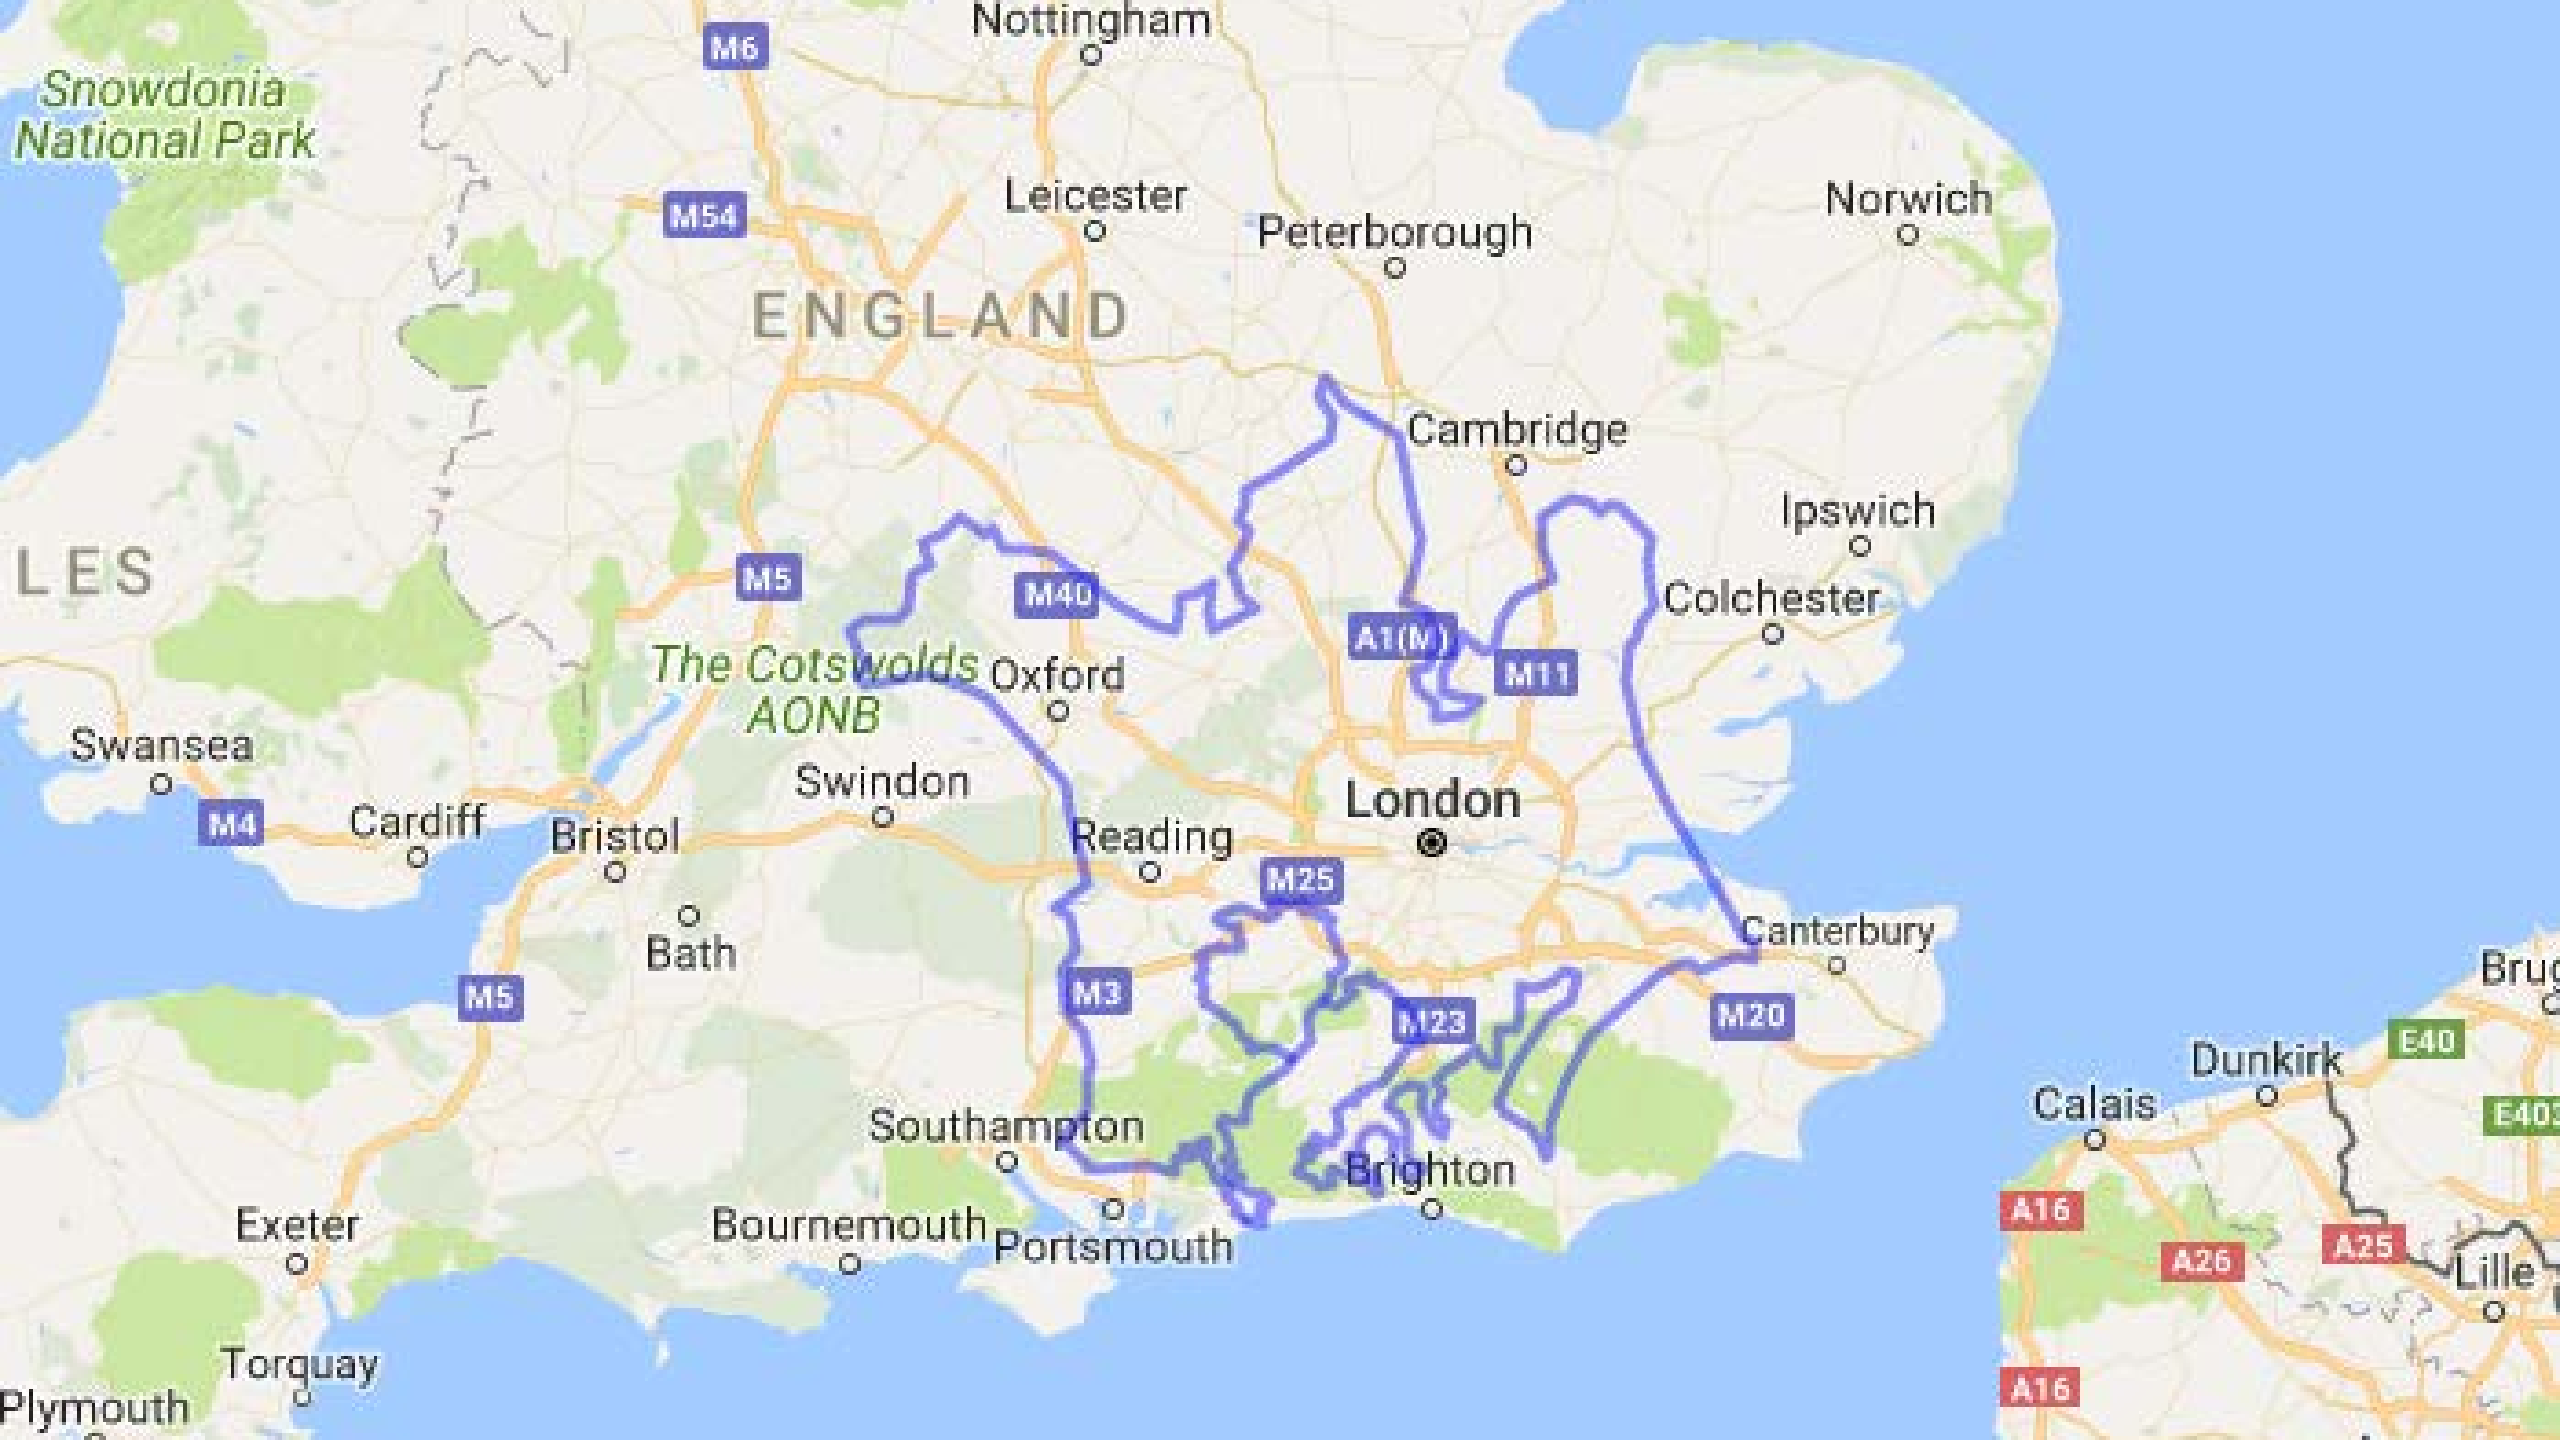 Nottingham
M6
Snowdonia
National Park
Leicester
Norwich
M54
Peterborough
ENGLAND
Cambridge
Ipswich
LES
M5
M40
Colchester
A1(M)
The Cotswolds
AONB
Oxford
M11
Swansea
Swindon
London
M4
Cardiff
Bristol
Reading
M25
Bath
Canterbury
Brug
M5
M3
M23
M20
E40
Dunkirk
Calais
E403
Southampton
Brighton
A16
Exeter
Bournemouth
Portsmouth
A26
A25
Lille
Torquay
A16
Plymouth